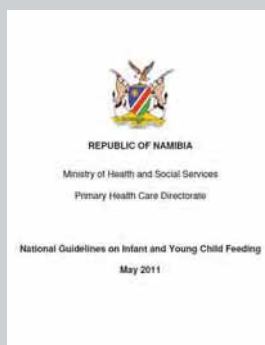 REPUBLIC OF NAMIBIA
Ministry of Health and Social Services
Primary Health Care Directorate
National Guidelines on Infant and Young Child Feeding
May 2011